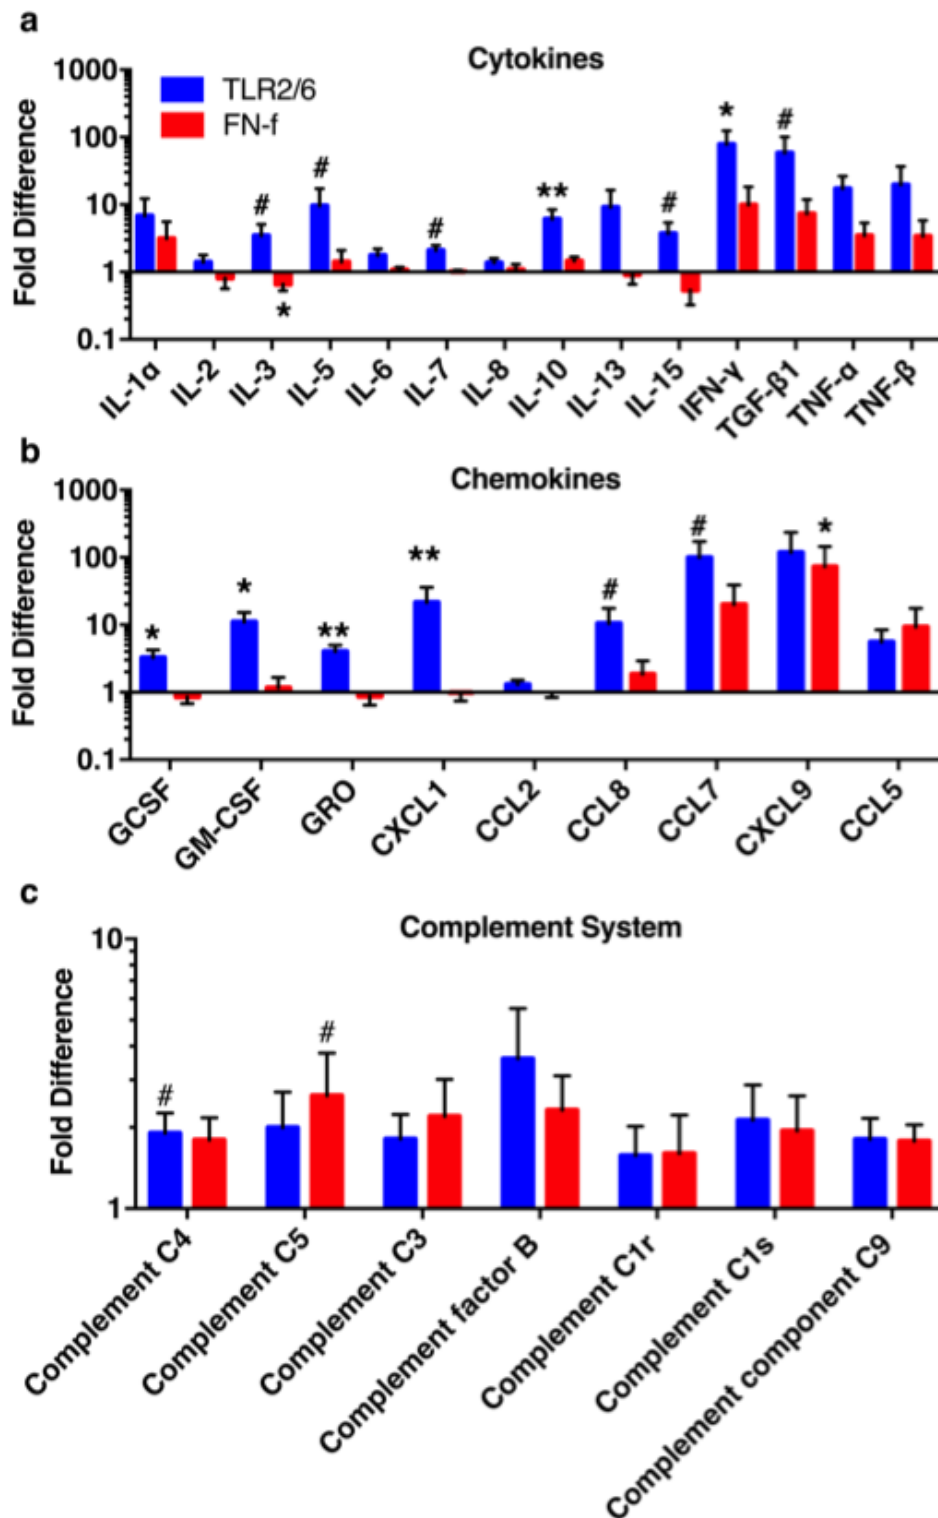 a
Cytokines
1000
100
10
1
0.1
Fold Difference
TLR2/6
FN-f
# # # ** # * #
*
IL-1α IL-2 IL-3 IL-5 IL-6 IL-7 IL-8 IL-10 IL-13 IL-15 IFN-γ TGF-β1 TNF-α TNF-β
b
Chemokines
1000
100
10
1
0.1
Fold Difference
* * ** ** # # *
GCSF GM-CSF GRO CXCL1 CCL2 CCL8 CCL7 CXCL9 CCL5
c
Complement System
10
1
Fold Difference
# #
Complement C4 Complement C5 Complement C3 Complement factor B Complement C1r Complement C1s Complement component C9